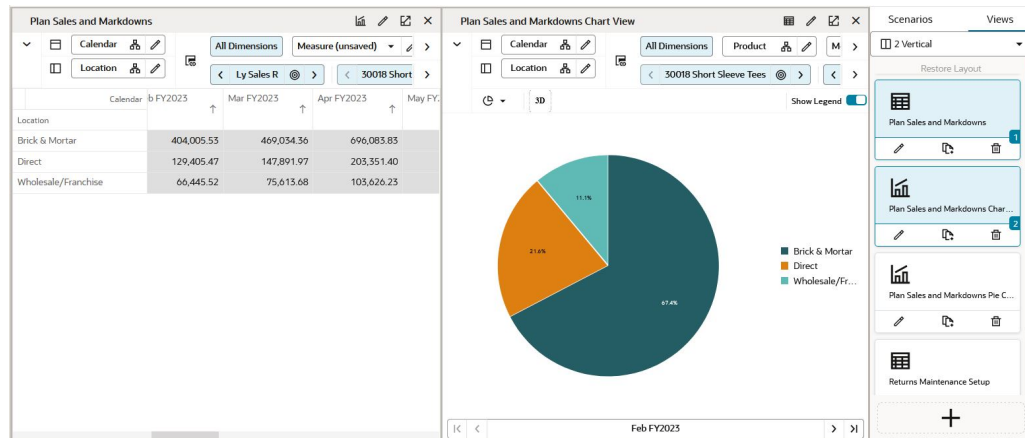 Plan Sales and Markdowns
Calendar
All Dimensions
Measure (unsaved)
Location
Ly Sales R
30018 Short
Calendar
b FY2023
Mar FY2023
Apr FY2023
May FY.
Location
Brick & Mortar
404,005.53
469,034.36
696,083.83
Direct
129,405.47
147,891.97
203,351.40
Wholesale/Franchise
66,445.52
75,613.68
103,626.23
Plan Sales and Markdowns Chart View
Calendar
All Dimensions
Product
M
Location
30018 Short Sleeve Tees
3D
Show Legend
11.1%
21.6%
67.4%
Brick & Mortar
Direct
Wholesale/Fr...
Feb FY2023
Scenarios
Views
2 Vertical
Restore Layout
Plan Sales and Markdowns
1
Plan Sales and Markdowns Char...
2
Plan Sales and Markdowns Pie C...
Returns Maintenance Setup